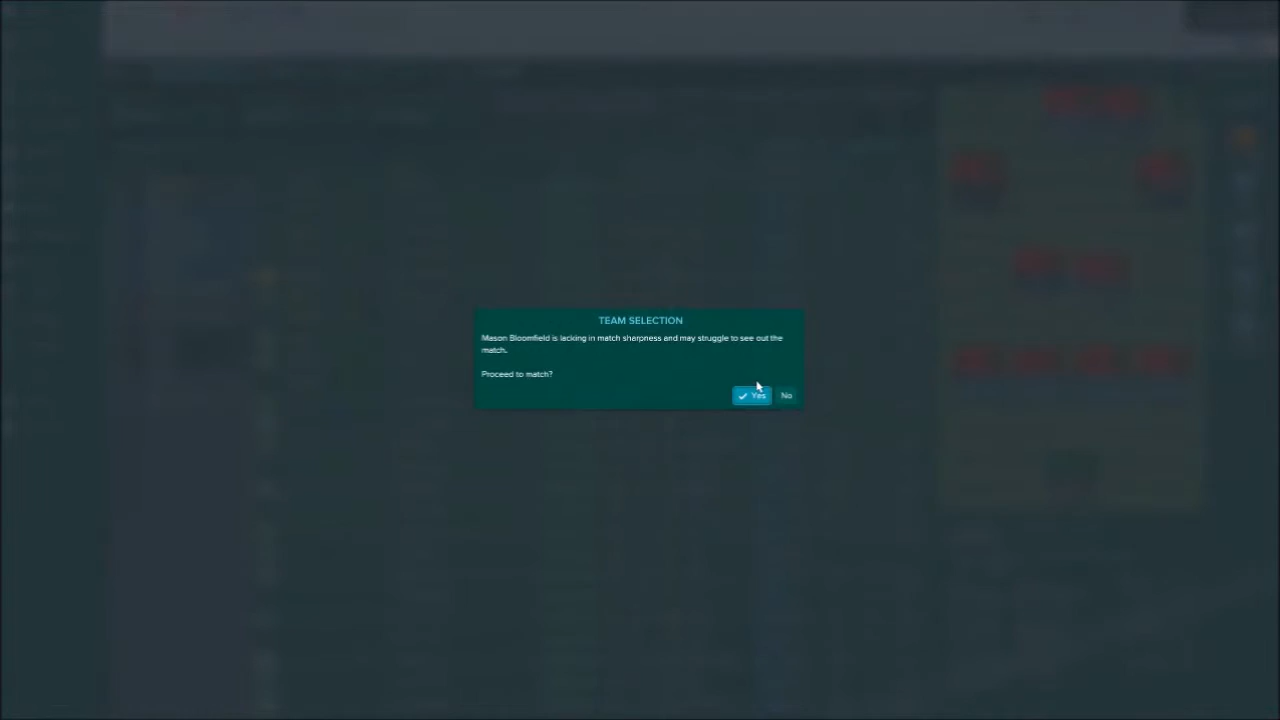 TEAM SELECTION
Mason Bloomfield is lacking in match sharpness and may struggle to see out the
match.
Proceed to match?
Yes No